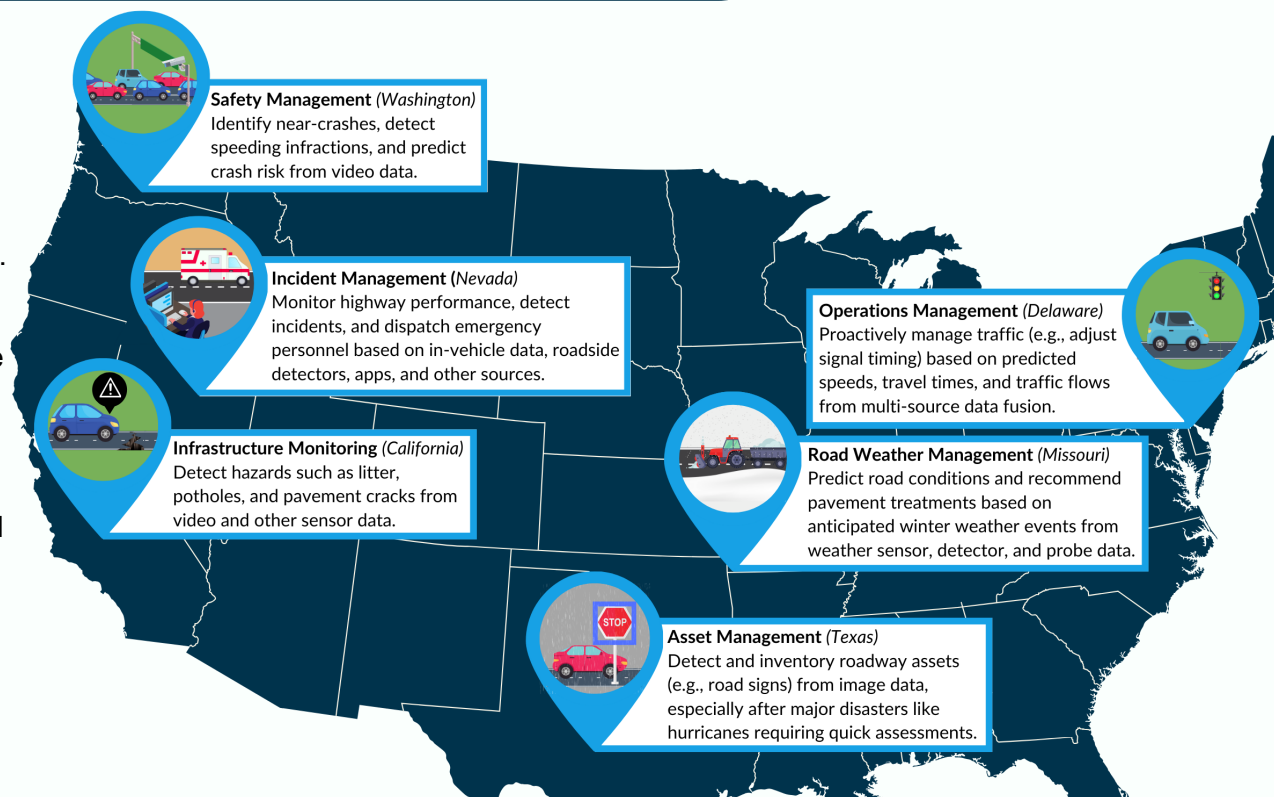 Safety Management (Washington)
Identify near-crashes, detect
speeding infractions, and predict
crash risk from video data.
Incident Management (Nevada)
Monitor highway performance, detect
incidents, and dispatch emergency
personnel based on in-vehicle data, roadside
detectors, apps, and other sources.
Operations Management (Delaware)
Proactively manage traffic (e.g., adjust
signal timing) based on predicted
speeds, travel times, and traffic flows
from multi-source data fusion.
Infrastructure Monitoring (California)
Detect hazards such as litter,
potholes, and pavement cracks from
video and other sensor data.
Road Weather Management (Missouri)
Predict road conditions and recommend
pavement treatments based on
anticipated winter weather events from
weather sensor, detector, and probe data.
STOP
Asset Management (Texas)
Detect and inventory roadway assets
(e.g., road signs) from image data,
especially after major disasters like
hurricanes requiring quick assessments.